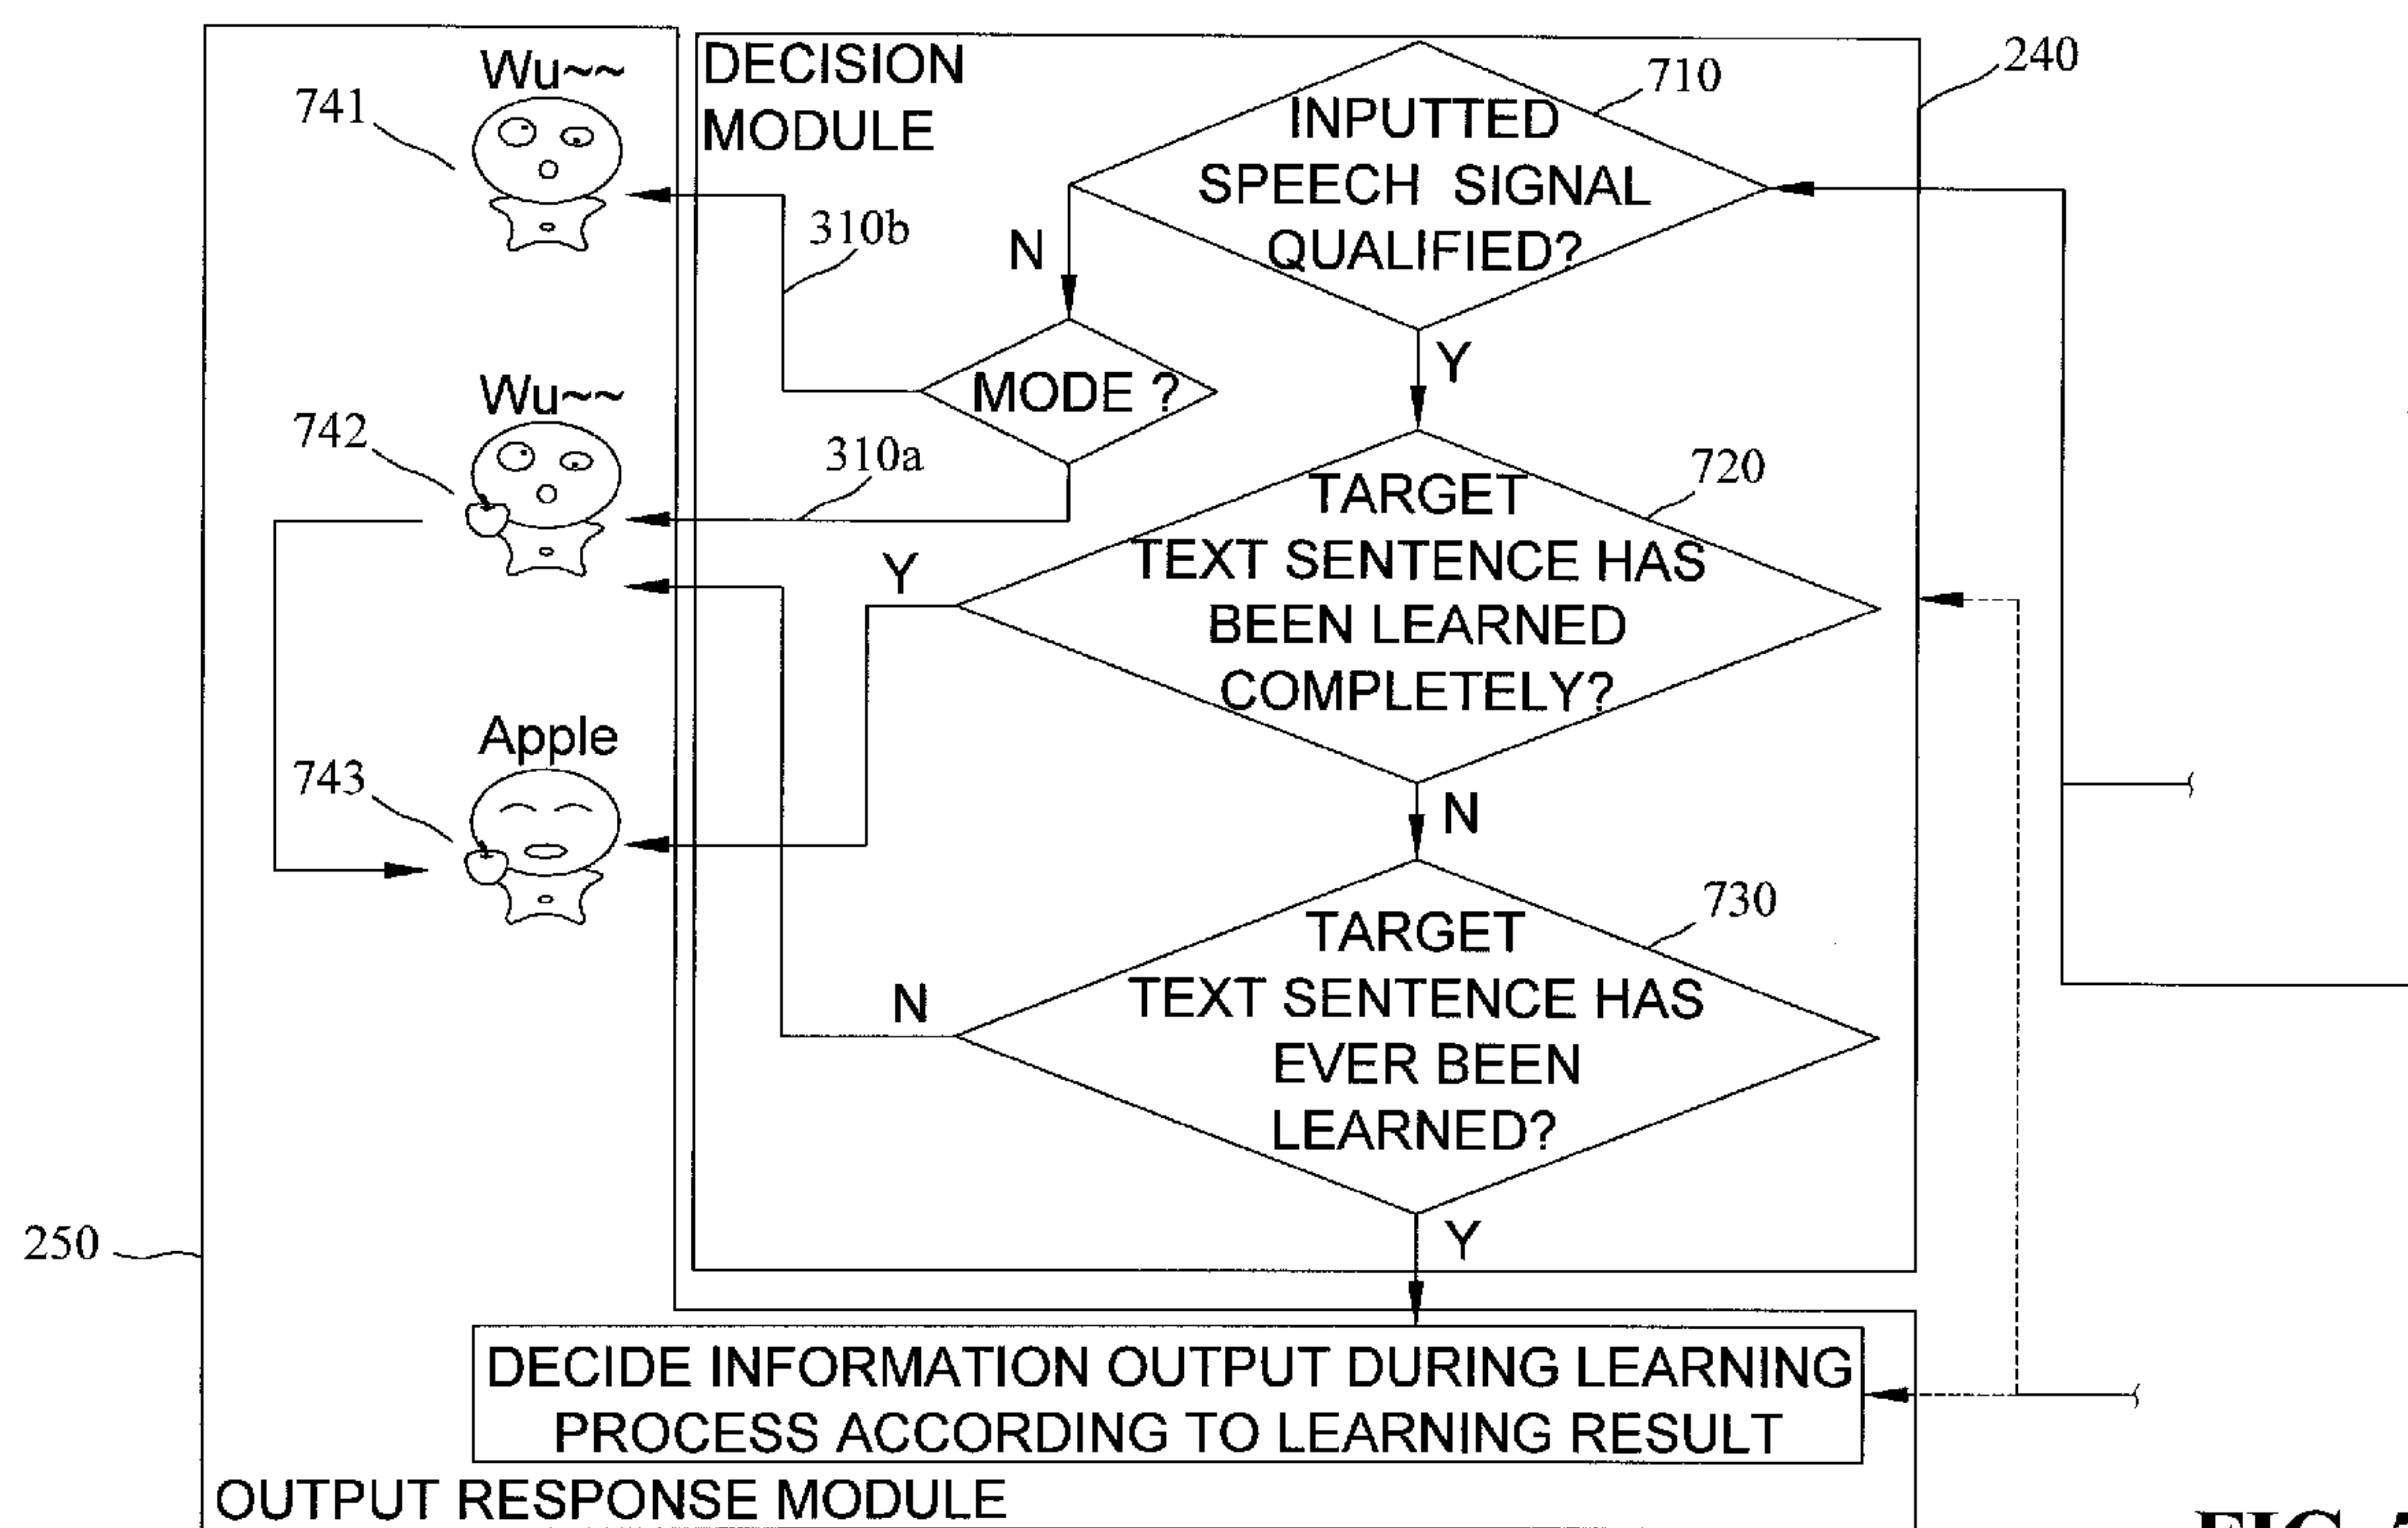 Wu~~
741
DECISION
MODULE
710
240
INPUTTED
SPEECH SIGNAL
QUALIFIED?
310b
N
Y
MODE ?
Wu~~
742
310a
720
TARGET
TEXT SENTENCE HAS
BEEN LEARNED
COMPLETELY?
Y
N
Apple
743
730
TARGET
TEXT SENTENCE HAS
EVER BEEN
LEARNED?
N
Y
250
DECIDE INFORMATION OUTPUT DURING LEARNING
PROCESS ACCORDING TO LEARNING RESULT
OUTPUT RESPONSE MODULE